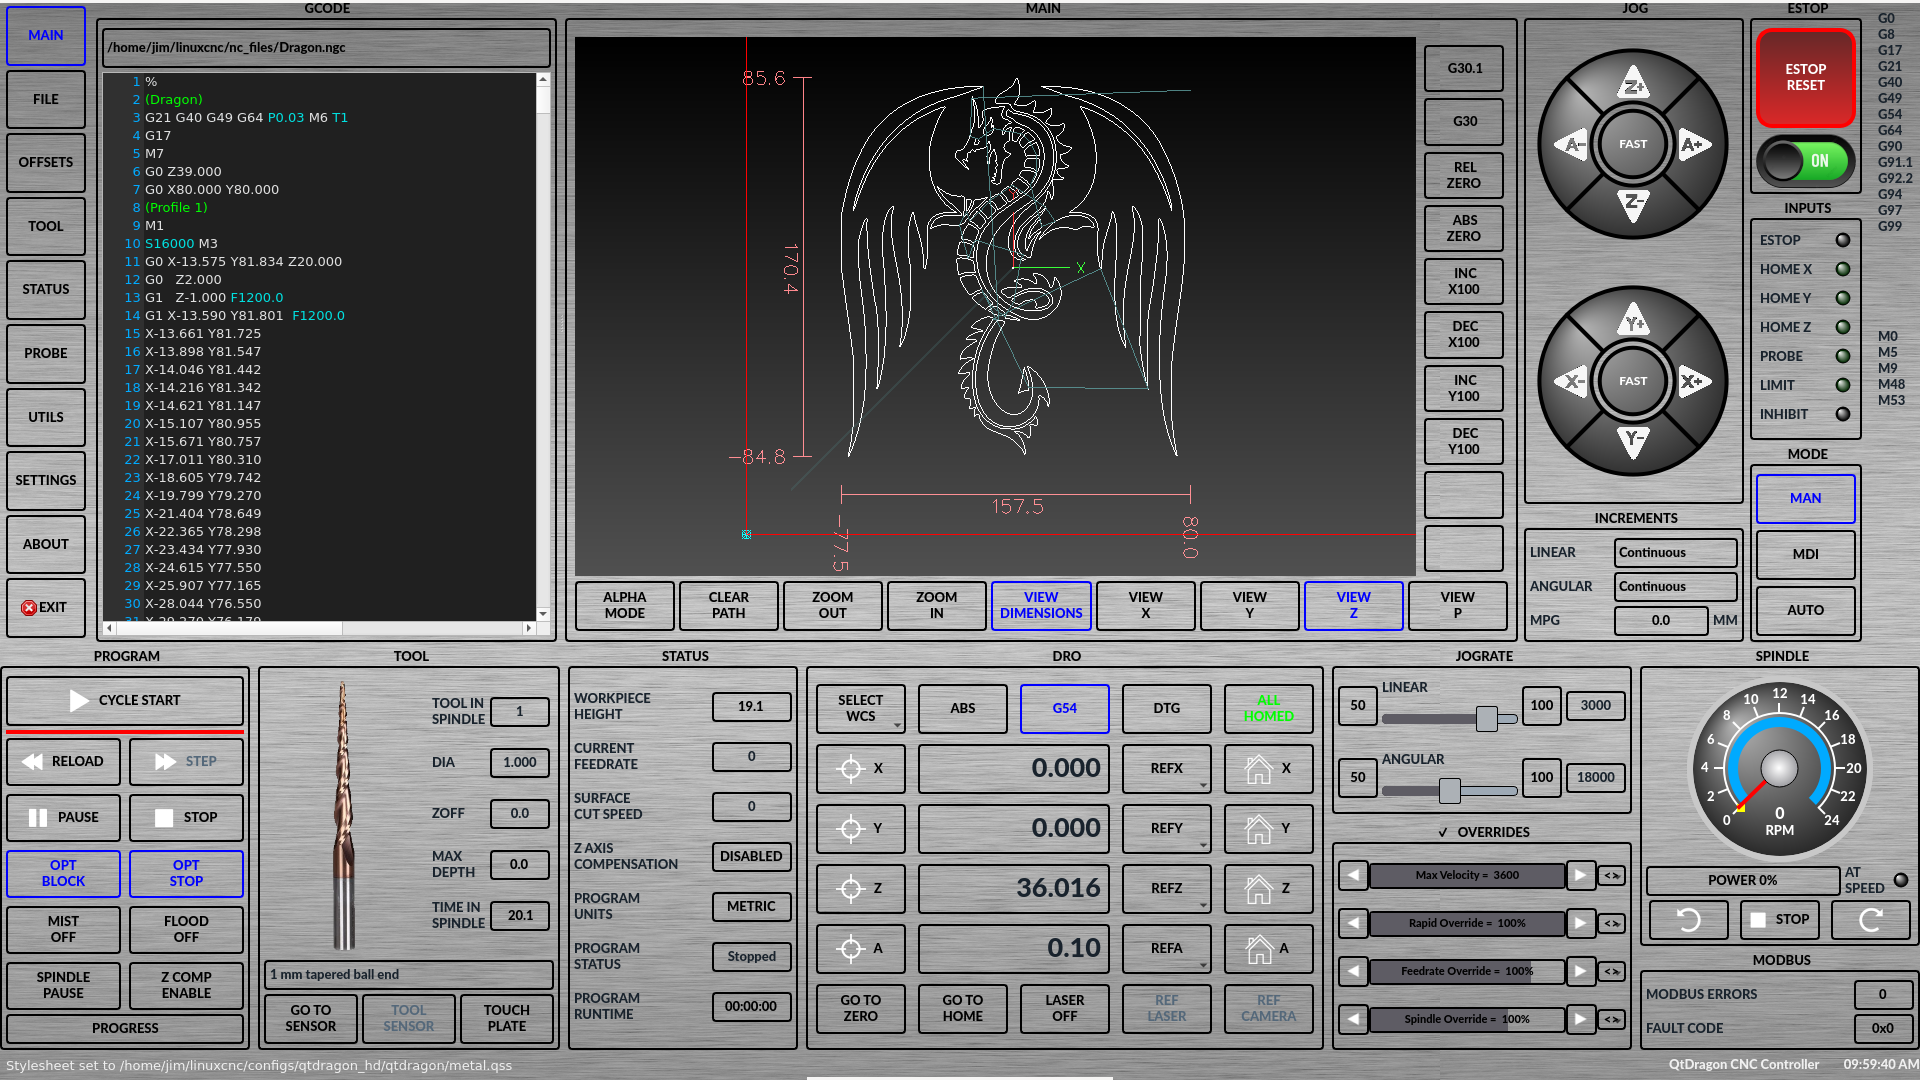 GCODE
MAIN
JOG
ESTOP
MAIN
FILE
OFFSETS
TOOL
STATUS
PROBE
UTILS
SETTINGS
ABOUT
EXIT
/home/jim/linuxcnc/nc_files/Dragon.ngc
1 %
2 (Dragon)
3 G21 G40 G49 G64 P0.03 M6 T1
4 G17
5 M7
6 G0 Z39.000
7 G0 X80.000 Y80.000
8 (Profile 1)
9 M1
10 S16000 M3
11 G0 X-13.575 Y81.834 Z20.000
12 G0   Z2.000
13 G1   Z-1.000 F1200.0
14 G1 X-13.590 Y81.801  F1200.0
15 X-13.661 Y81.725
16 X-13.898 Y81.547
17 X-14.046 Y81.442
18 X-14.216 Y81.342
19 X-14.621 Y81.147
20 X-15.107 Y80.955
21 X-15.671 Y80.757
22 X-17.011 Y80.310
23 X-18.605 Y79.742
24 X-19.799 Y79.270
25 X-21.404 Y78.649
26 X-22.365 Y78.298
27 X-23.434 Y77.930
28 X-24.615 Y77.550
29 X-25.907 Y77.165
30 X-28.044 Y76.550
31 X-29.270 Y76.179
85.6
170.4
-84.8
157.5
-77.5
80.0
X
G30.1
G30
REL ZERO
ABS ZERO
INC X100
DEC X100
INC Y100
DEC Y100
ALPHA MODE
CLEAR PATH
ZOOM OUT
ZOOM IN
VIEW DIMENSIONS
VIEW X
VIEW Y
VIEW Z
VIEW P
Z+
A-
FAST
A+
Z-
Y+
X-
FAST
X+
Y-
INCREMENTS
LINEAR Continuous
ANGULAR Continuous
MPG 0.0 MM
ESTOP RESET
ON
INPUTS
ESTOP
HOME X
HOME Y
HOME Z
PROBE
LIMIT
INHIBIT
MODE
MAN
MDI
AUTO
G0
G8
G17
G21
G40
G49
G54
G64
G90
G91.1
G92.2
G94
G97
G99
M0
M5
M9
M48
M53
PROGRAM
CYCLE START
RELOAD
STEP
PAUSE
STOP
OPT BLOCK
OPT STOP
MIST OFF
FLOOD OFF
SPINDLE PAUSE
Z COMP ENABLE
PROGRESS
TOOL
TOOL IN SPINDLE 1
DIA 1.000
ZOFF 0.0
MAX DEPTH 0.0
TIME IN SPINDLE 20.1
1 mm tapered ball end
GO TO SENSOR
TOOL SENSOR
TOUCH PLATE
STATUS
WORKPIECE HEIGHT 19.1
CURRENT FEEDRATE 0
SURFACE CUT SPEED 0
Z AXIS COMPENSATION DISABLED
PROGRAM UNITS METRIC
PROGRAM STATUS Stopped
PROGRAM RUNTIME 00:00:00
DRO
SELECT WCS
ABS
G54
DTG
ALL HOMED
X 0.000 REFX X
Y 0.000 REFY Y
Z 36.016 REFZ Z
A 0.10 REFA A
GO TO ZERO
GO TO HOME
LASER OFF
REF LASER
REF CAMERA
JOGRATE
LINEAR
50 100 3000
ANGULAR
50 100 18000
✓ OVERRIDES
Max Velocity = 3600 <>
Rapid Override = 100% <>
Feedrate Override = 100% <>
Spindle Override = 100% <>
SPINDLE
0 2 4 6 8 10 12 14 16 18 20 22 24
0
RPM
POWER 0%
AT SPEED
STOP
MODBUS
MODBUS ERRORS 0
FAULT CODE 0x0
Stylesheet set to /home/jim/linuxcnc/configs/qtdragon_hd/qtdragon/metal.qss
QtDragon CNC Controller
09:59:40 AM